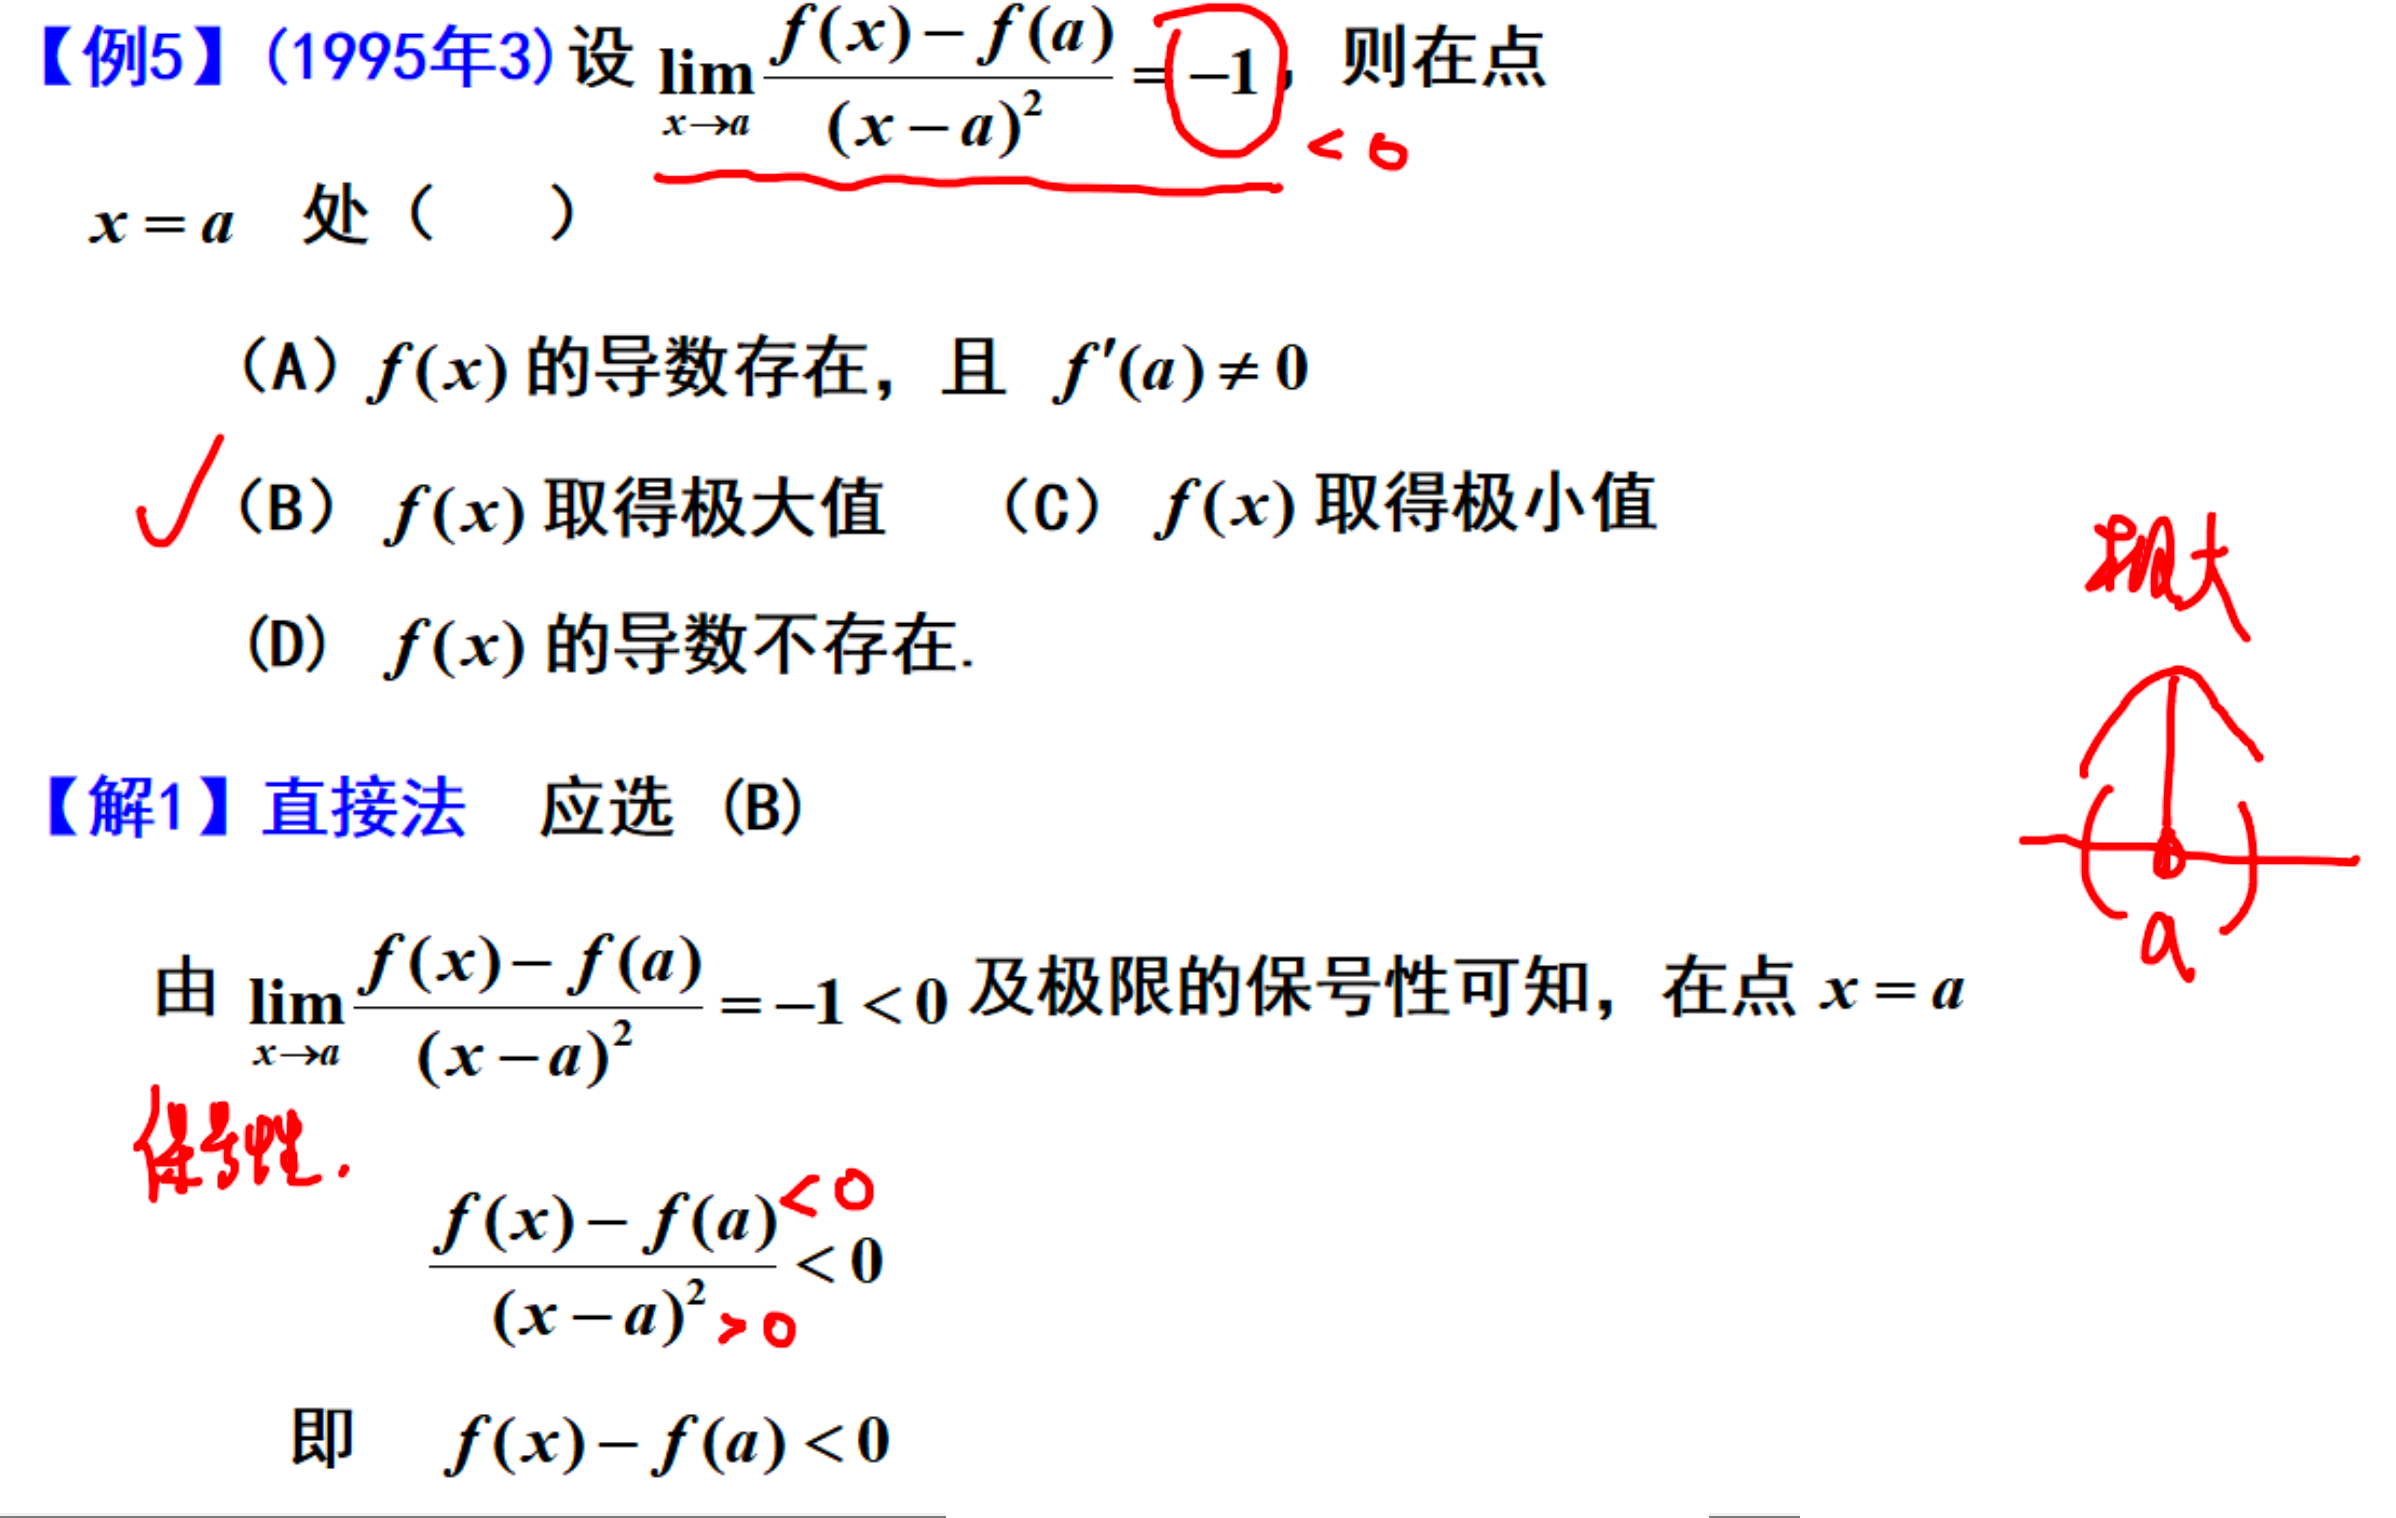 【例5】(1995年3)设 lim_{x→a} \frac{f(x)-f(a)}{(x-a)^2} = -1, 则在点
< 0
x = a 处( )
(A) f(x) 的导数存在，且 f′(a) ≠ 0
(B) f(x) 取得极大值 (C) f(x) 取得极小值
极大
(D) f(x) 的导数不存在.
【解1】直接法 应选 (B)
a
由 lim_{x→a} \frac{f(x)-f(a)}{(x-a)^2} = -1 < 0 及极限的保号性可知，在点 x = a
保号性.
\frac{f(x)-f(a)}{(x-a)^2} < 0
< 0
> 0
即 f(x) - f(a) < 0